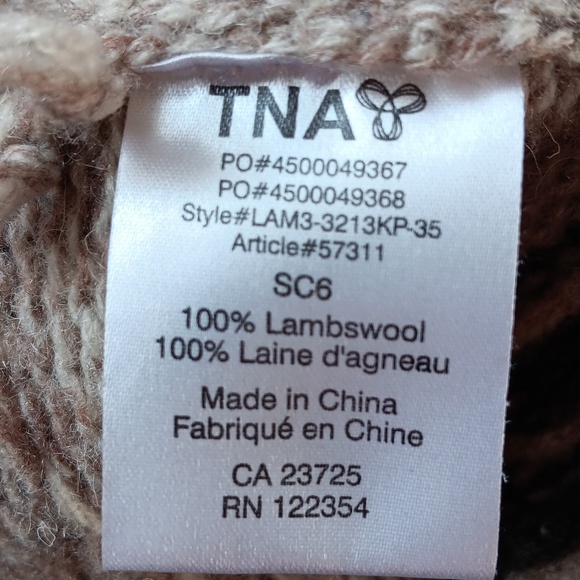 TNA
PO#4500049367
PO#4500049368
Style#LAM3-3213KP-35
Article#57311
SC6
100% Lambswool
100% Laine d'agneau
Made in China
Fabriqué en Chine
CA 23725
RN 122354